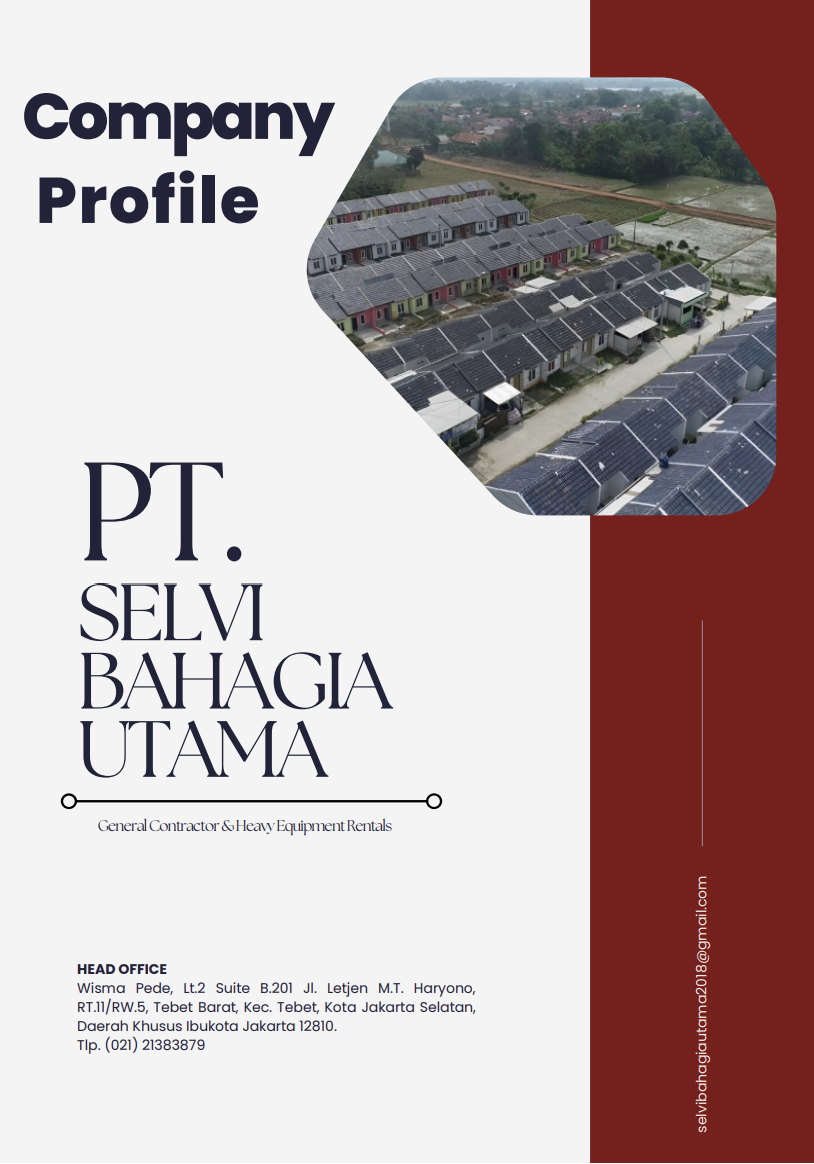 Company
Profile
PT.
SELVI
BAHAGIA
UTAMA
General Contractor & Heavy Equipment Rentals
HEAD OFFICE
Wisma Pede, Lt.2 Suite B.201 Jl. Letjen M.T. Haryono,
RT.11/RW.5, Tebet Barat, Kec. Tebet, Kota Jakarta Selatan,
Daerah Khusus Ibukota Jakarta 12810.
Tlp. (021) 21383879
selvibahagiautama2018@gmail.com